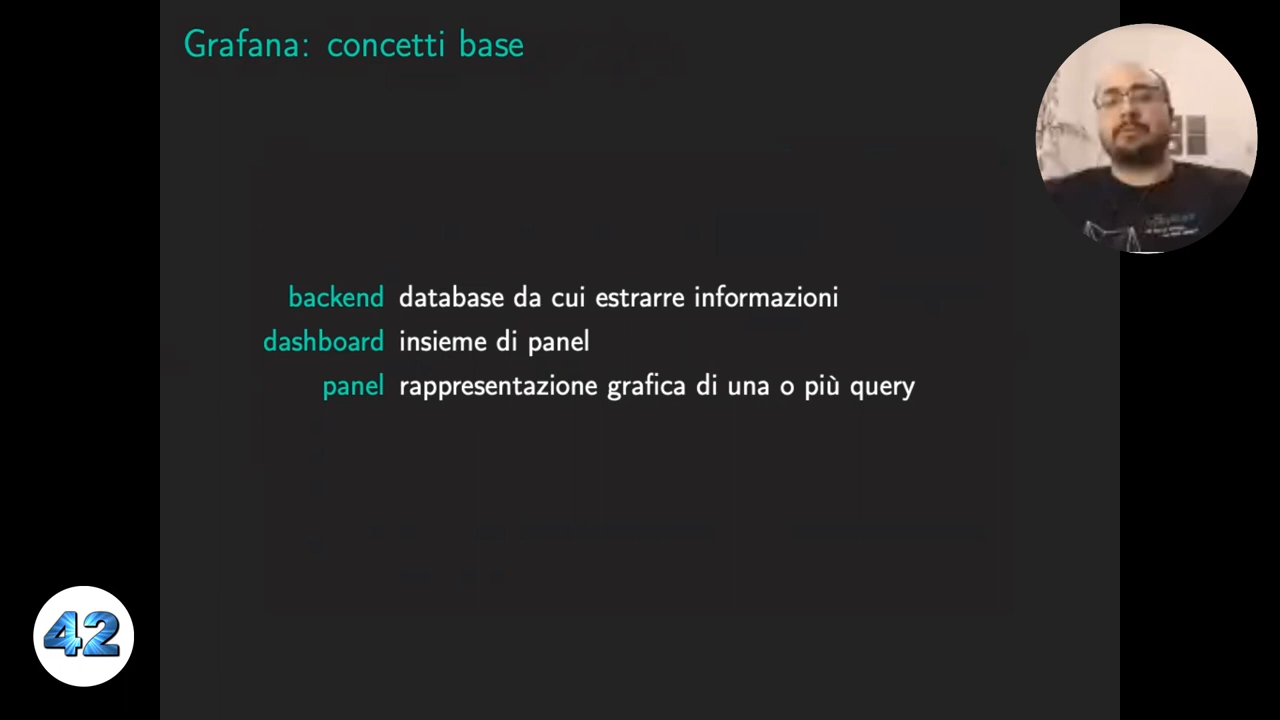 Grafana: concetti base
backend database da cui estrarre informazioni
dashboard insieme di panel
panel rappresentazione grafica di una o più query
42